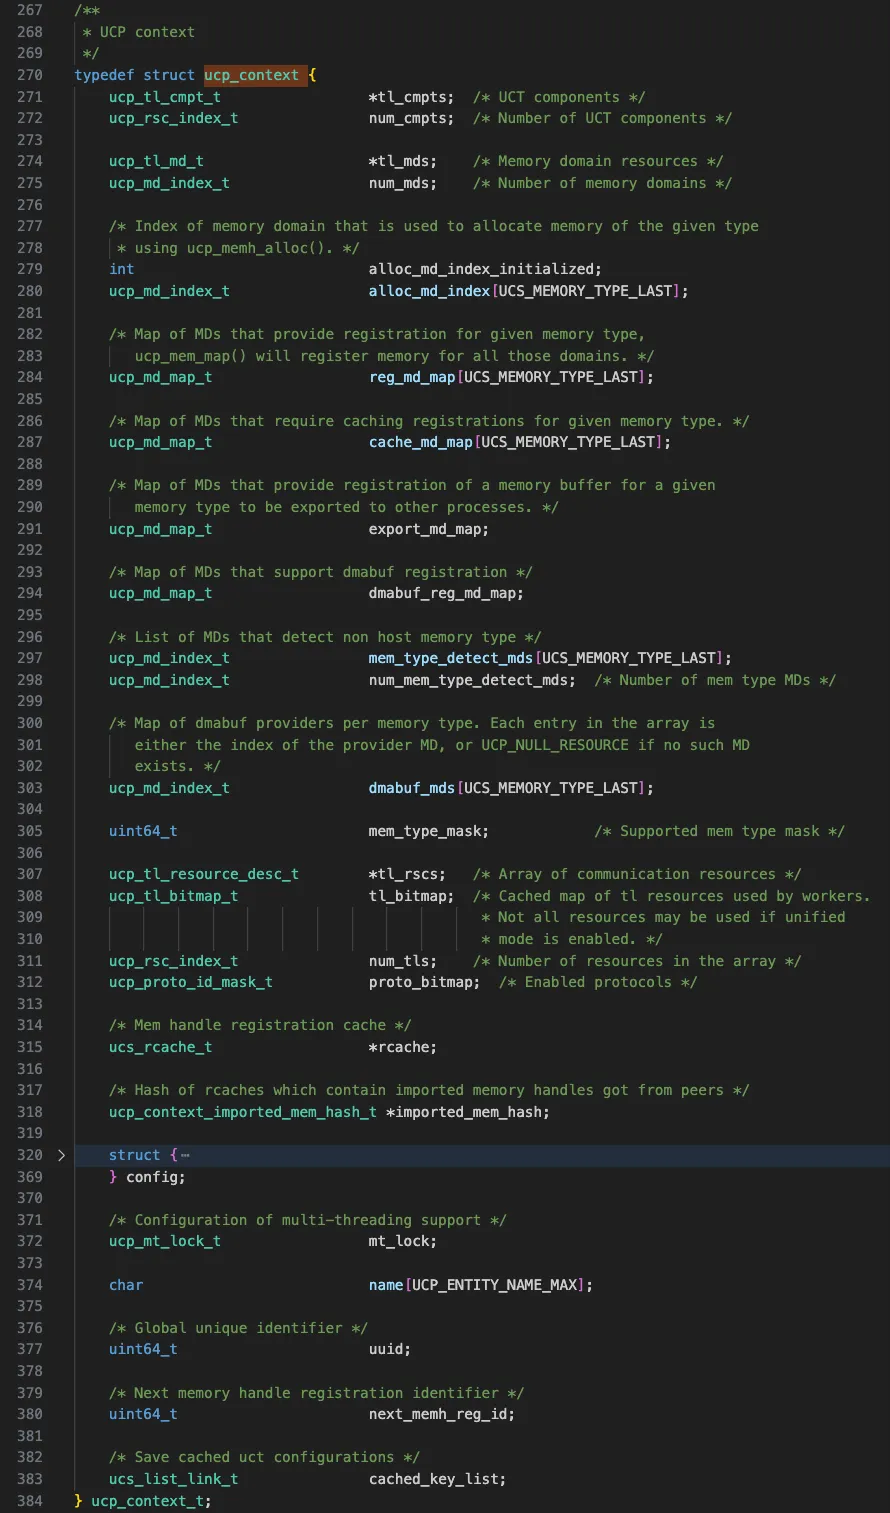 267 /**
268 * UCP context
269 */
270 typedef struct ucp_context {
271 ucp_tl_cmpt_t *tl_cmpts; /* UCT components */
272 ucp_rsc_index_t num_cmpts; /* Number of UCT components */
273
274 ucp_tl_md_t *tl_mds; /* Memory domain resources */
275 ucp_md_index_t num_mds; /* Number of memory domains */
276
277 /* Index of memory domain that is used to allocate memory of the given type
278 * using ucp_memh_alloc(). */
279 int alloc_md_index_initialized;
280 ucp_md_index_t alloc_md_index[UCS_MEMORY_TYPE_LAST];
281
282 /* Map of MDs that provide registration for given memory type,
283 ucp_mem_map() will register memory for all those domains. */
284 ucp_md_map_t reg_md_map[UCS_MEMORY_TYPE_LAST];
285
286 /* Map of MDs that require caching registrations for given memory type. */
287 ucp_md_map_t cache_md_map[UCS_MEMORY_TYPE_LAST];
288
289 /* Map of MDs that provide registration of a memory buffer for a given
290 memory type to be exported to other processes. */
291 ucp_md_map_t export_md_map;
292
293 /* Map of MDs that support dmabuf registration */
294 ucp_md_map_t dmabuf_reg_md_map;
295
296 /* List of MDs that detect non host memory type */
297 ucp_md_index_t mem_type_detect_mds[UCS_MEMORY_TYPE_LAST];
298 ucp_md_index_t num_mem_type_detect_mds; /* Number of mem type MDs */
299
300 /* Map of dmabuf providers per memory type. Each entry in the array is
301 either the index of the provider MD, or UCP_NULL_RESOURCE if no such MD
302 exists. */
303 ucp_md_index_t dmabuf_mds[UCS_MEMORY_TYPE_LAST];
304
305 uint64_t mem_type_mask; /* Supported mem type mask */
306
307 ucp_tl_resource_desc_t *tl_rscs; /* Array of communication resources */
308 ucp_tl_bitmap_t tl_bitmap; /* Cached map of tl resources used by workers.
309 * Not all resources may be used if unified
310 * mode is enabled. */
311 ucp_rsc_index_t num_tls; /* Number of resources in the array */
312 ucp_proto_id_mask_t proto_bitmap; /* Enabled protocols */
313
314 /* Mem handle registration cache */
315 ucs_rcache_t *rcache;
316
317 /* Hash of rcaches which contain imported memory handles got from peers */
318 ucp_context_imported_mem_hash_t *imported_mem_hash;
319
320 struct {⋯
369 } config;
370
371 /* Configuration of multi-threading support */
372 ucp_mt_lock_t mt_lock;
373
374 char name[UCP_ENTITY_NAME_MAX];
375
376 /* Global unique identifier */
377 uint64_t uuid;
378
379 /* Next memory handle registration identifier */
380 uint64_t next_memh_reg_id;
381
382 /* Save cached uct configurations */
383 ucs_list_link_t cached_key_list;
384 } ucp_context_t;